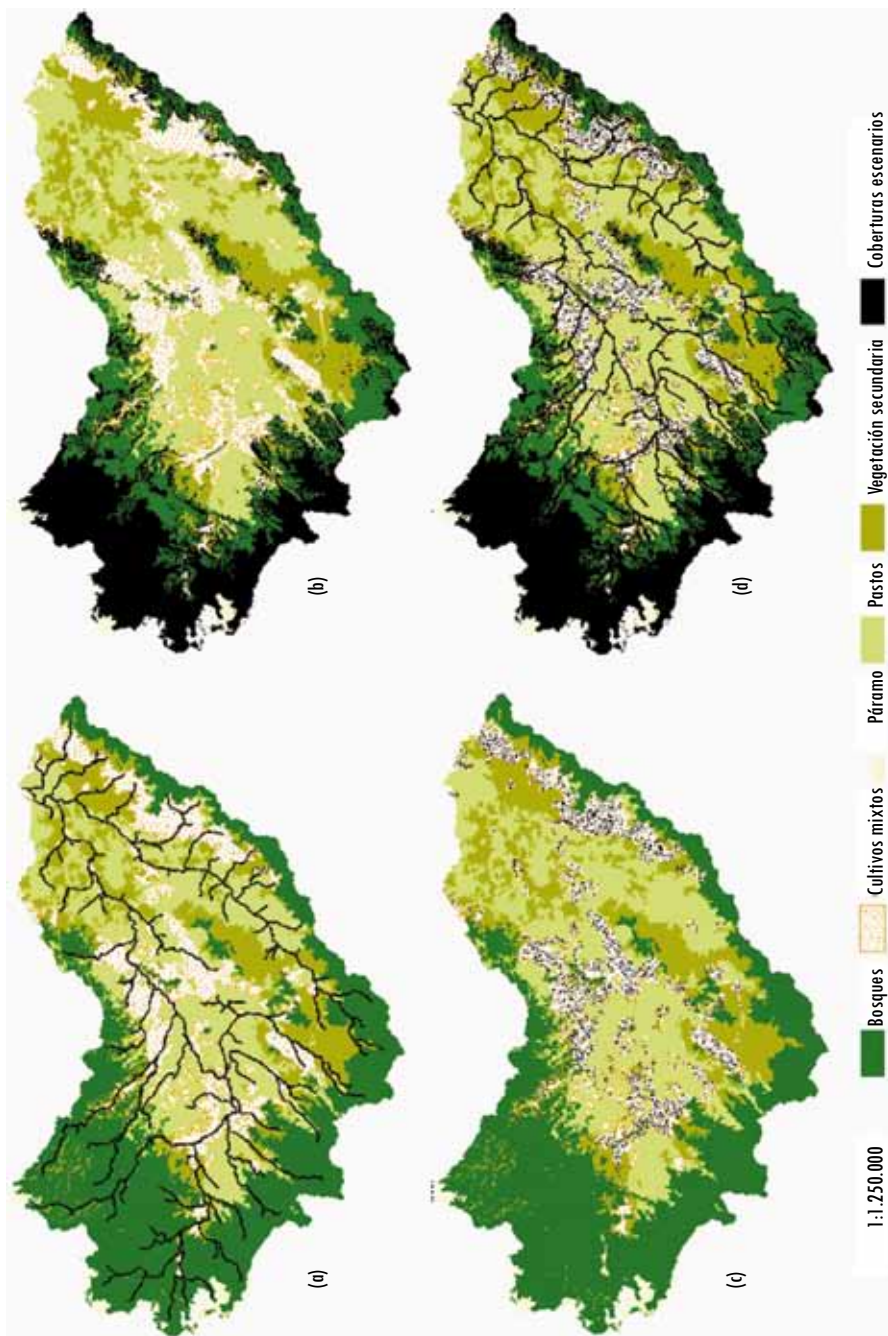 (a)
(b)
(c)
(d)
1:1.250.000
Bosques
Cultivos mixtos
Páramo
Pastos
Vegetación secundaria
Coberturas escenarios